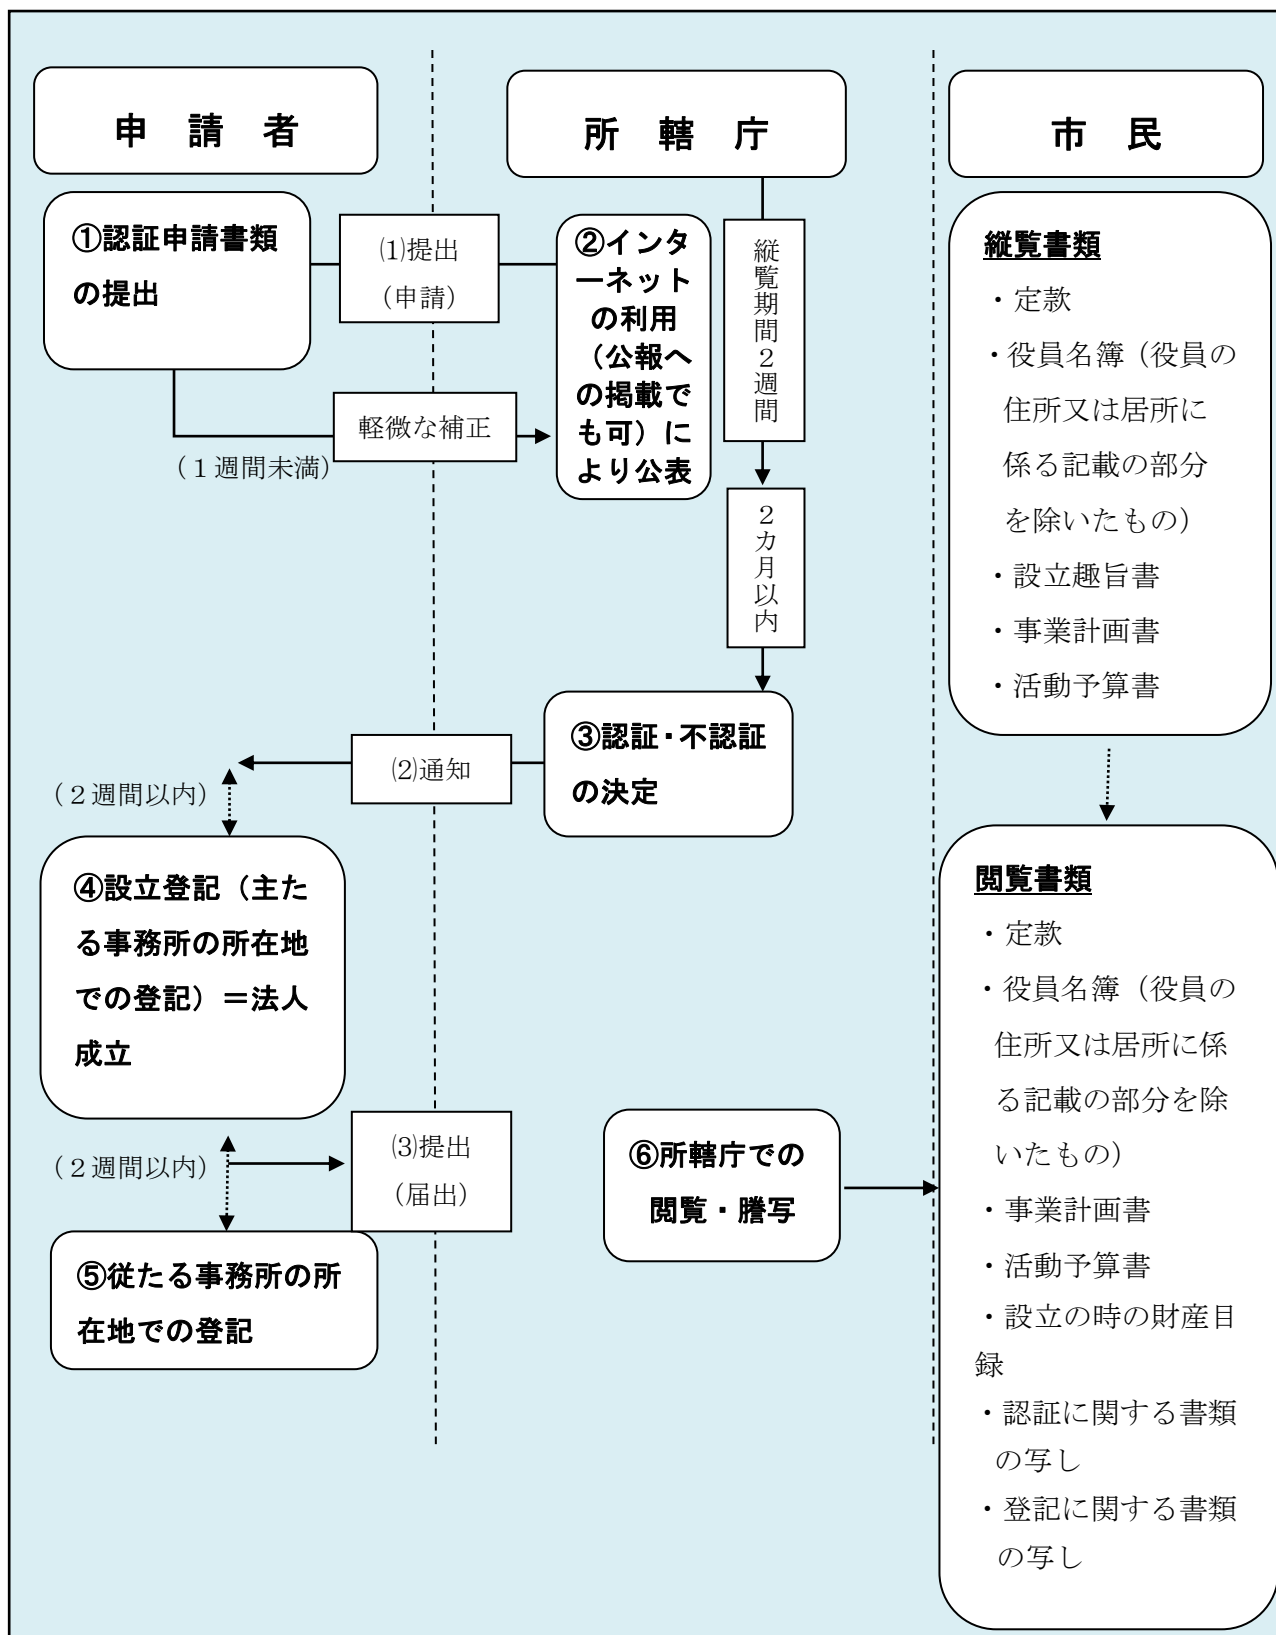 申 請 者
所 轄 庁
市 民
①認証申請書類
の提出
⑴提出
（申請）
②インタ
ーネット
の利用
（公報へ
の掲載で
も可）に
より公表
縦覧期間２週間
軽微な補正
（１週間未満）
２カ月以内
縦覧書類
・定款
・役員名簿（役員の
住所又は居所に
係る記載の部分
を除いたもの）
・設立趣旨書
・事業計画書
・活動予算書
③認証・不認証
の決定
⑵通知
（２週間以内）
④設立登記（主た
る事務所の所在地
での登記）＝法人
成立
⑶提出
（届出）
（２週間以内）
⑤従たる事務所の所
在地での登記
⑥所轄庁での
閲覧・謄写
閲覧書類
・定款
・役員名簿（役員の
住所又は居所に係
る記載の部分を除
いたもの）
・事業計画書
・活動予算書
・設立の時の財産目
録
・認証に関する書類
の写し
・登記に関する書類
の写し